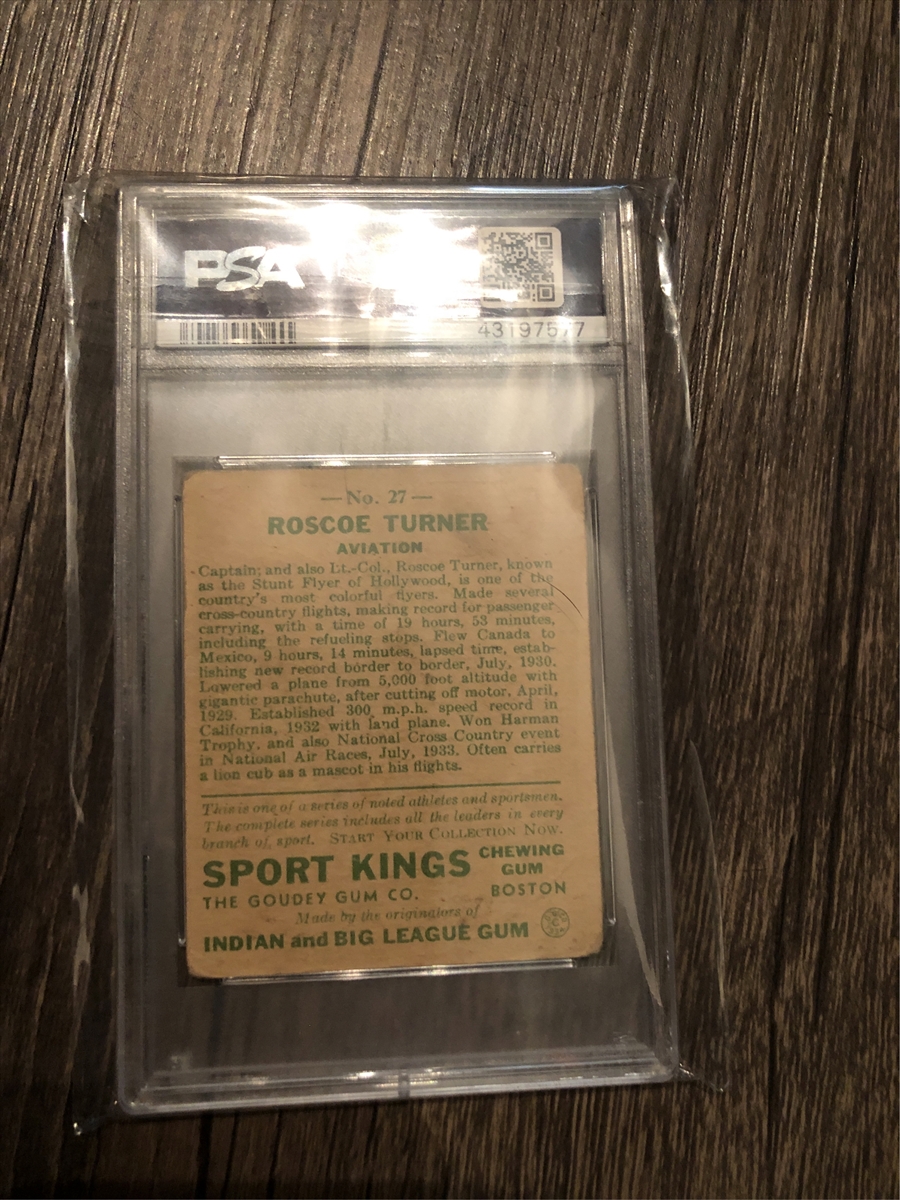 PSA
43197577
— No. 27 —
ROSCOE TURNER
AVIATION
Captain; and also Lt.-Col., Roscoe Turner, known
as the Stunt Flyer of Hollywood, is one of the
country's most colorful flyers. Made several
cross-country flights, making record for passenger
carrying, with a time of 19 hours, 53 minutes,
including the refueling stops. Flew Canada to
Mexico, 9 hours, 14 minutes, lapsed time, estab-
lishing new record border to border, July, 1930.
Lowered a plane from 5,000 foot altitude with
gigantic parachute, after cutting off motor, April,
1929. Established 300 m.p.h. speed record in
California, 1932 with land plane. Won Harman
Trophy, and also National Cross Country event
in National Air Races, July, 1933. Often carries
a lion cub as a mascot in his flights.
This is one of a series of noted athletes and sportsmen.
The complete series includes all the leaders in every
branch of sport. START YOUR COLLECTION NOW.
SPORT KINGS CHEWING GUM
THE GOUDEY GUM CO. BOSTON
Made by the originators of
INDIAN and BIG LEAGUE GUM